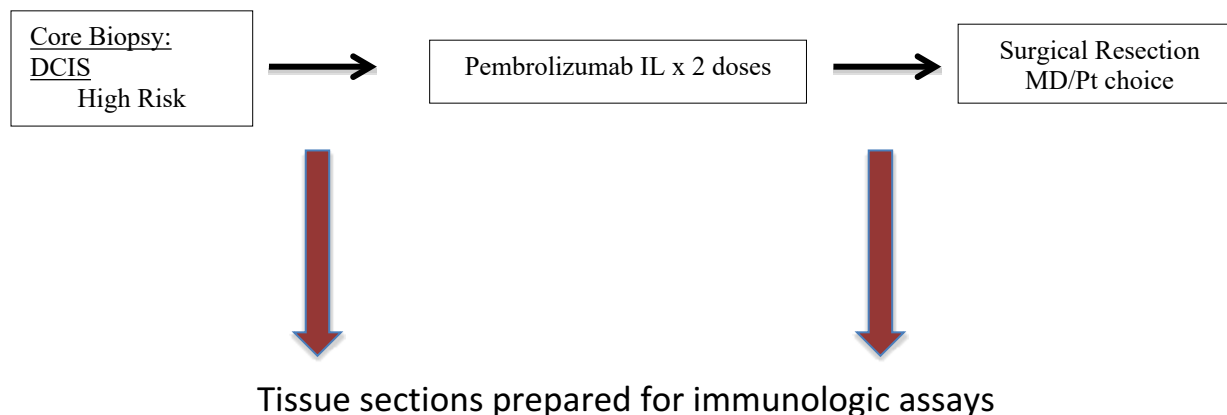 Core Biopsy:
DCIS
High Risk
Pembrolizumab IL x 2 doses
Surgical Resection
MD/Pt choice
Tissue sections prepared for immunologic assays